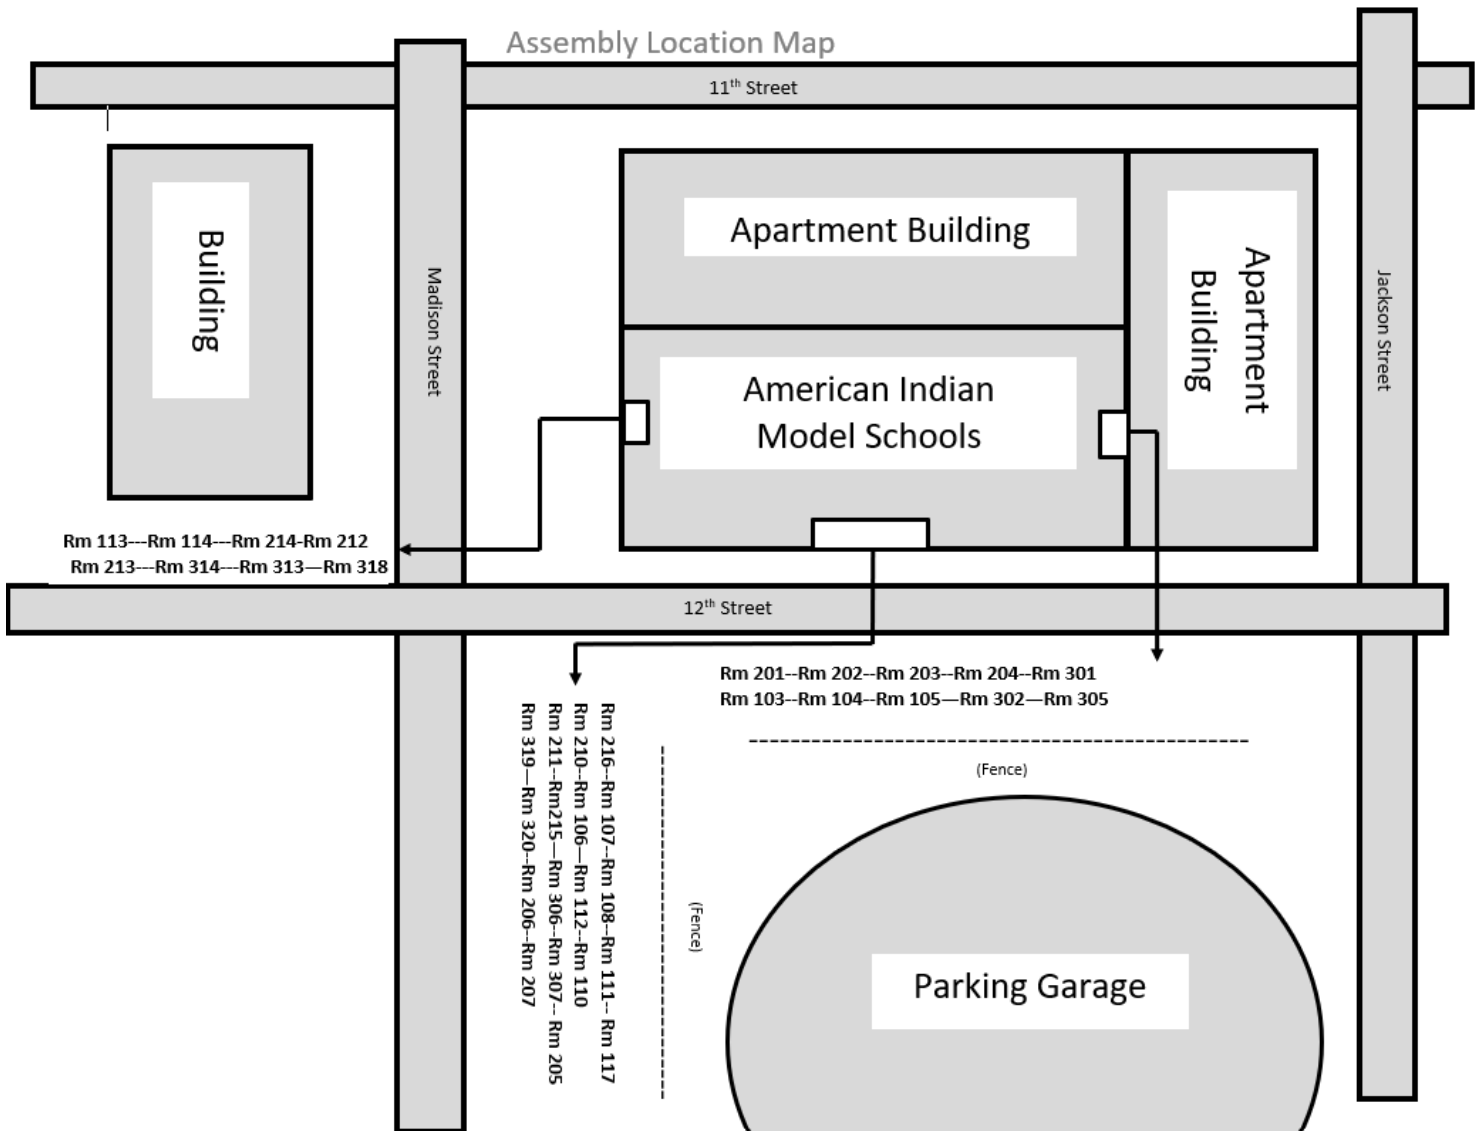 Assembly Location Map
11th Street
Building
Madison Street
Apartment Building
Apartment
Building
Jackson Street
American Indian
Model Schools
Rm 113---Rm 114---Rm 214-Rm 212
Rm 213---Rm 314---Rm 313—Rm 318
12th Street
Rm 201--Rm 202--Rm 203--Rm 204--Rm 301
Rm 103--Rm 104--Rm 105—Rm 302—Rm 305
(Fence)
Rm 216--Rm 107--Rm 108--Rm 111-- Rm 117
Rm 210--Rm 106—Rm 112--Rm 110
Rm 211--Rm215—Rm 306--Rm 307-- Rm 205
Rm 319—Rm 320--Rm 206--Rm 207
(Fence)
Parking Garage